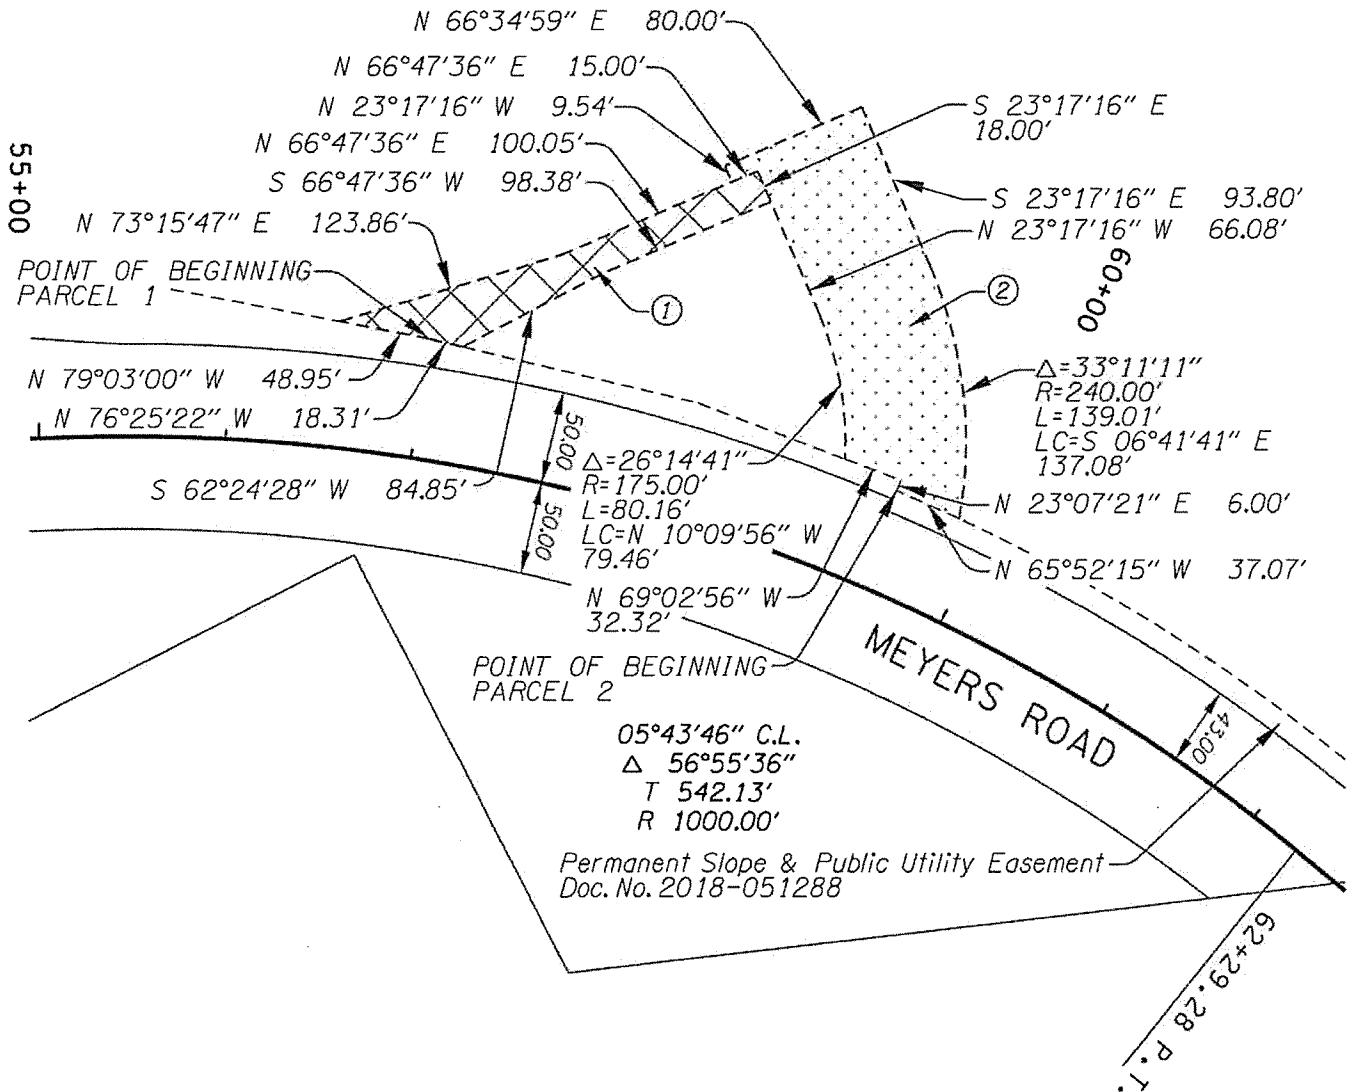 N 66°34'59" E 80.00'
N 66°47'36" E 15.00'
N 23°17'16" W 9.54'
N 66°47'36" E 100.05'
S 66°47'36" W 98.38'
N 73°15'47" E 123.86'
S 23°17'16" E
18.00'
S 23°17'16" E 93.80'
N 23°17'16" W 66.08'
55+00
60+00
POINT OF BEGINNING
PARCEL 1
1
2
N 79°03'00" W 48.95'
N 76°25'22" W 18.31'
S 62°24'28" W 84.85'
50.00
50.00
Δ=26°14'41"
R=175.00'
L=80.16'
LC=N 10°09'56" W
79.46'
Δ=33°11'11"
R=240.00'
L=139.01'
LC=S 06°41'41" E
137.08'
N 23°07'21" E 6.00'
N 65°52'15" W 37.07'
N 69°02'56" W
32.32'
POINT OF BEGINNING
PARCEL 2
MEYERS ROAD
43.00
05°43'46" C.L.
Δ 56°55'36"
T 542.13'
R 1000.00'
Permanent Slope & Public Utility Easement
Doc. No. 2018-051288
62+29.28 P.T.